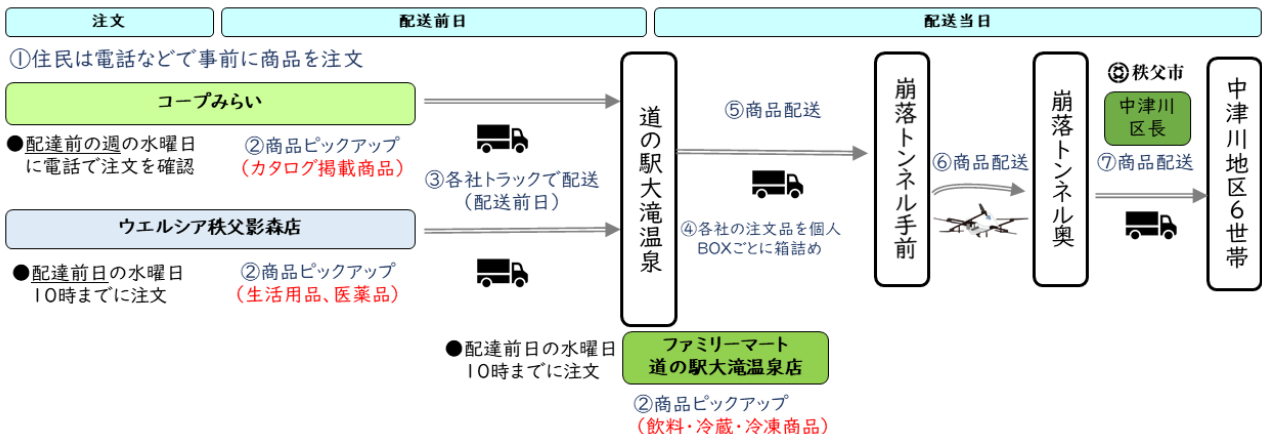 注文
配送前日
配送当日
①住民は電話などで事前に商品を注文
コープみらい
●配達前の週の水曜日
に電話で注文を確認
②商品ピックアップ
(カタログ掲載商品)
③各社トラックで配送
(配送前日)
ウエルシア秩父影森店
●配達前日の水曜日
10時までに注文
②商品ピックアップ
(生活用品、医薬品)
道の駅大滝温泉
●配達前日の水曜日
10時までに注文
ファミリーマート
道の駅大滝温泉店
②商品ピックアップ
(飲料・冷蔵・冷凍商品)
⑤商品配送
④各社の注文品を個人
BOXごとに箱詰め
崩落トンネル手前
⑥商品配送
崩落トンネル奥
秩父市
中津川
区長
⑦商品配送
中津川地区6世帯